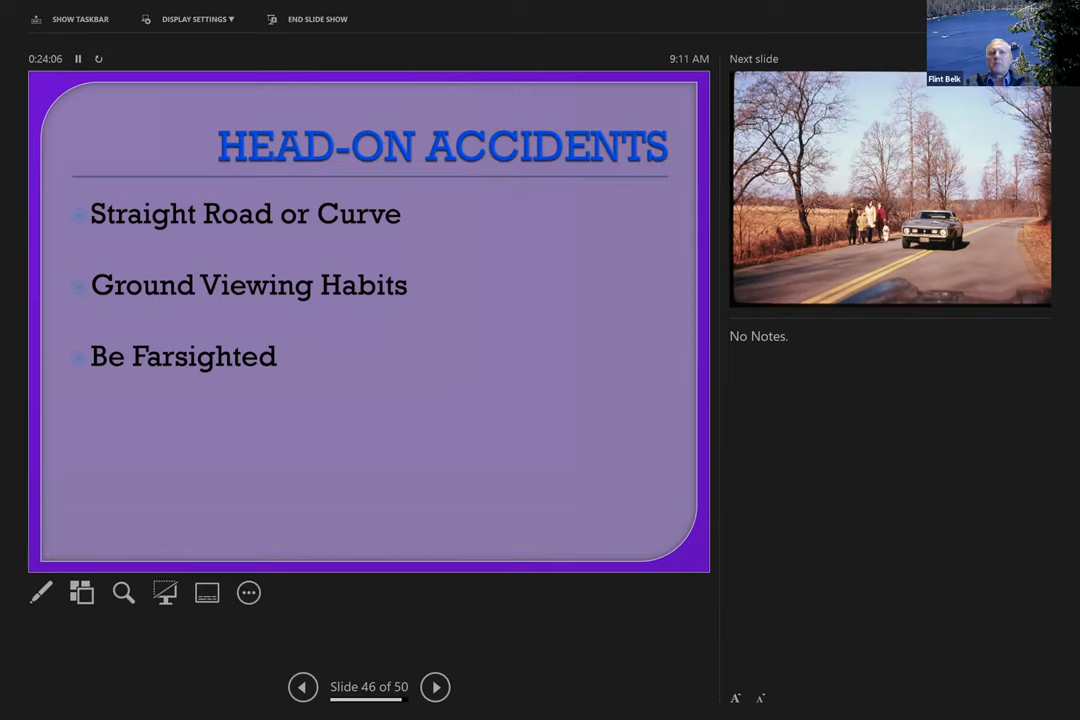 SHOW TASKBAR
DISPLAY SETTINGS ▼
END SLIDE SHOW
0:24:06
9:11 AM
Next slide
Flint Belk
HEAD-ON ACCIDENTS
Straight Road or Curve
Ground Viewing Habits
Be Farsighted
No Notes.
Slide 46 of 50
A
A